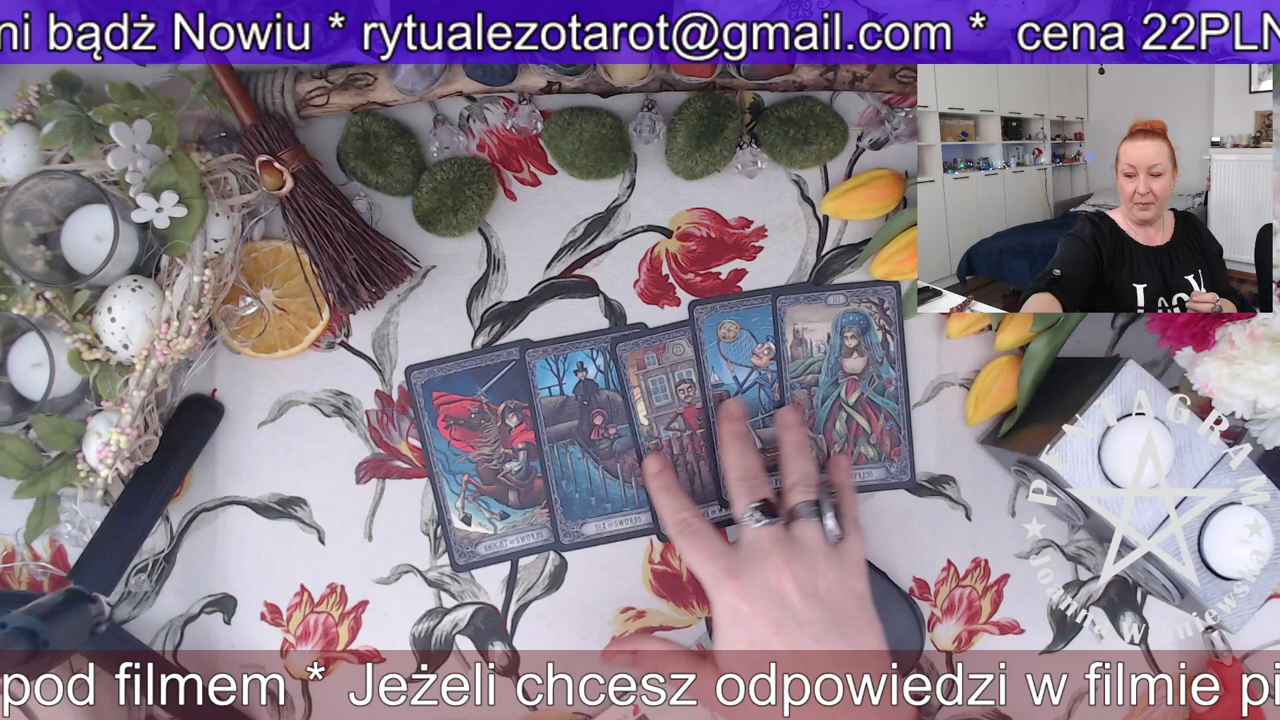 ni bądź Nowiu * rytualezotarot@gmail.com * cena 22PLN
KNIGHT OF SWORDS
SIX OF SWORDS
III
PENTAGRAM
Joanna Wiśniewska
pod filmem * Jeżeli chcesz odpowiedzi w filmie pi